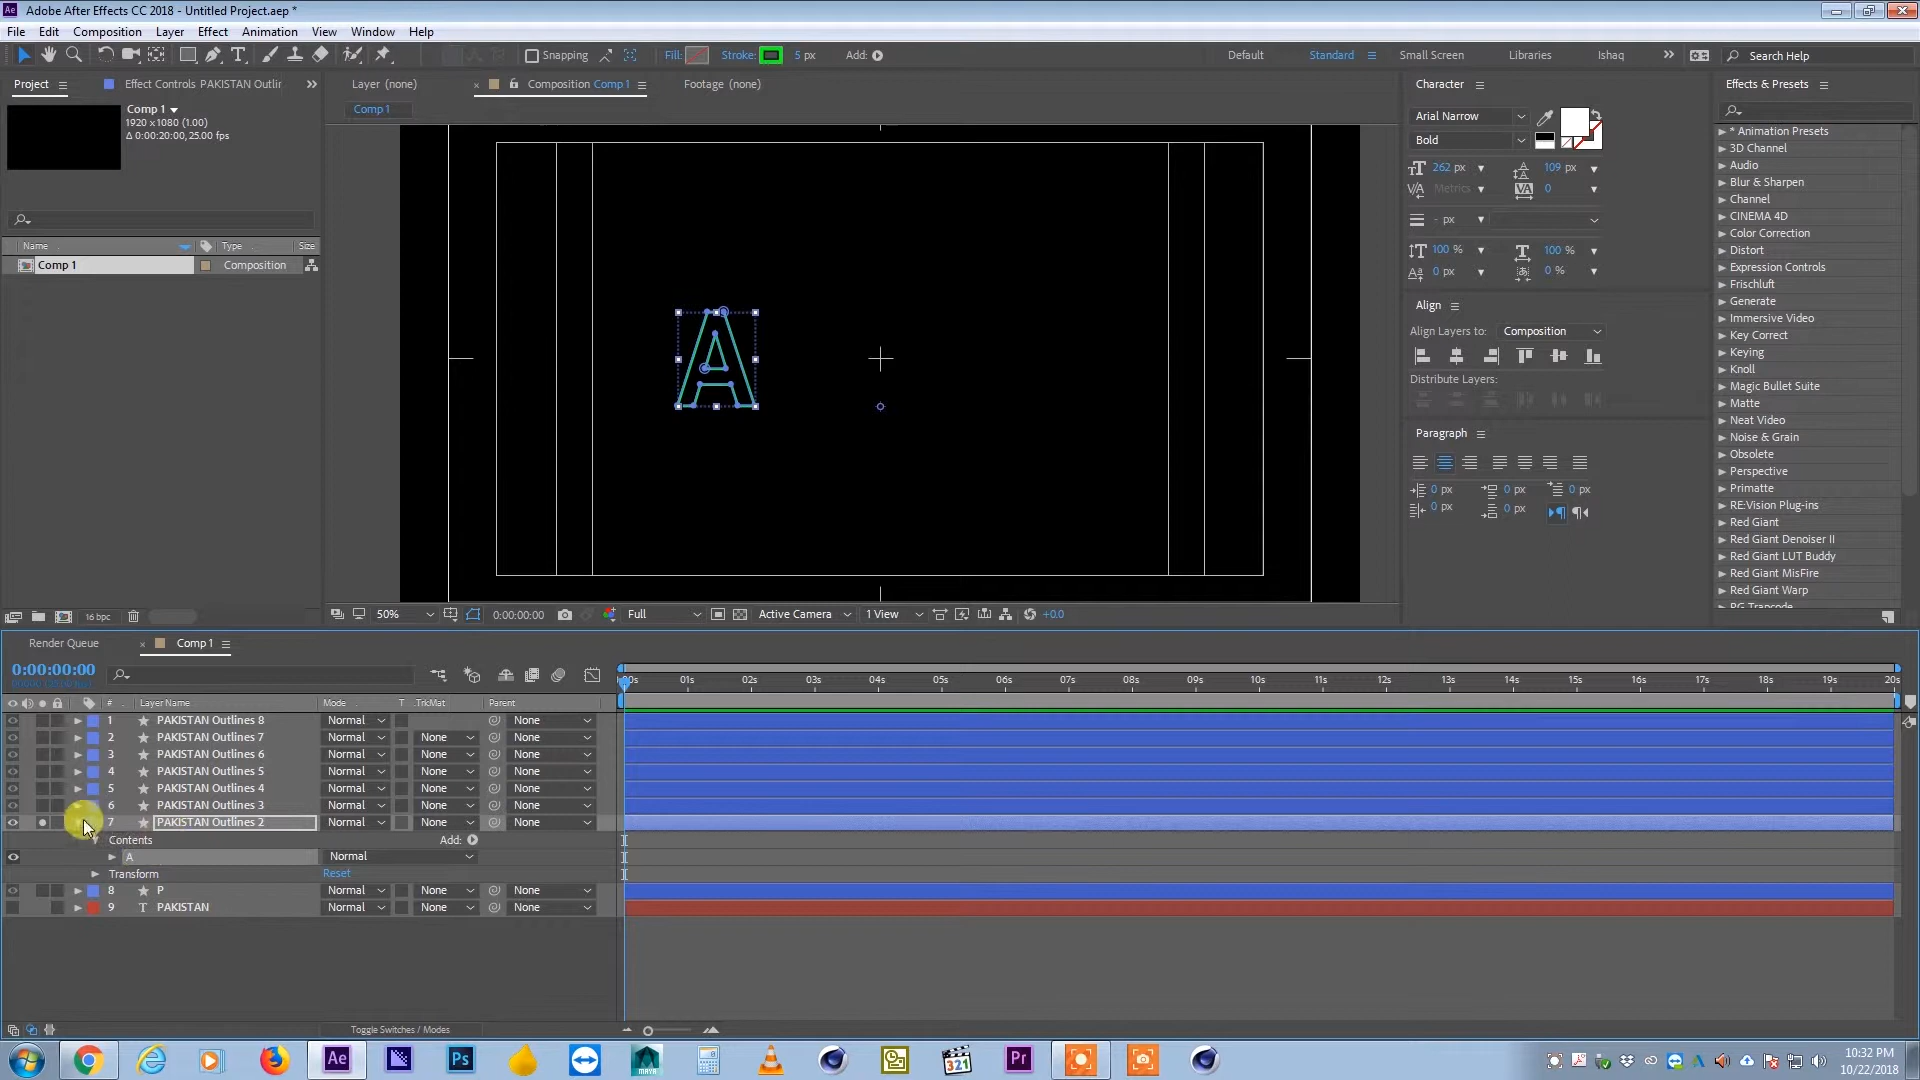 Adobe After Effects CC 2018 - Untitled Project.aep *
File Edit Composition Layer Effect Animation View Window Help
Snapping Fill: Stroke: 5 px Add: Default Standard Small Screen Libraries Ishaq Search Help
Project Effect Controls PAKISTAN Outlir
Layer (none) Composition Comp 1 Footage (none)
Comp 1
Comp 1
1920 x 1080 (1.00)
Δ 0:00:20:00, 25.00 fps
Name Type Size
Comp 1 Composition
16 bpc
A
50% 0:00:00:00 Full Active Camera 1 View +0.0
Character
Arial Narrow
Bold
262 px 109 px
Metrics 0
- px
100 % 100 %
0 px 0 %
Align
Align Layers to: Composition
Distribute Layers:
Paragraph
0 px 0 px 0 px
0 px 0 px
Effects & Presets
* Animation Presets
3D Channel
Audio
Blur & Sharpen
Channel
CINEMA 4D
Color Correction
Distort
Expression Controls
Frischluft
Generate
Immersive Video
Key Correct
Keying
Knoll
Magic Bullet Suite
Matte
Neat Video
Noise & Grain
Obsolete
Perspective
Primatte
RE:Vision Plug-ins
Red Giant
Red Giant Denoiser II
Red Giant LUT Buddy
Red Giant MisFire
Red Giant Warp
Render Queue Comp 1
0:00:00:00
01s 02s 03s 04s 05s 06s 07s 08s 09s 10s 11s 12s 13s 14s 15s 16s 17s 18s 19s 20s
# Layer Name Mode T .TrkMat Parent
1 PAKISTAN Outlines 8 Normal None
2 PAKISTAN Outlines 7 Normal None None
3 PAKISTAN Outlines 6 Normal None None
4 PAKISTAN Outlines 5 Normal None None
5 PAKISTAN Outlines 4 Normal None None
6 PAKISTAN Outlines 3 Normal None None
7 PAKISTAN Outlines 2 Normal None None
Contents Add:
A Normal
Transform Reset
8 P Normal None None
9 T PAKISTAN Normal None None
Toggle Switches / Modes
Ae Ps MAYA 321 Pr
10:32 PM
10/22/2018